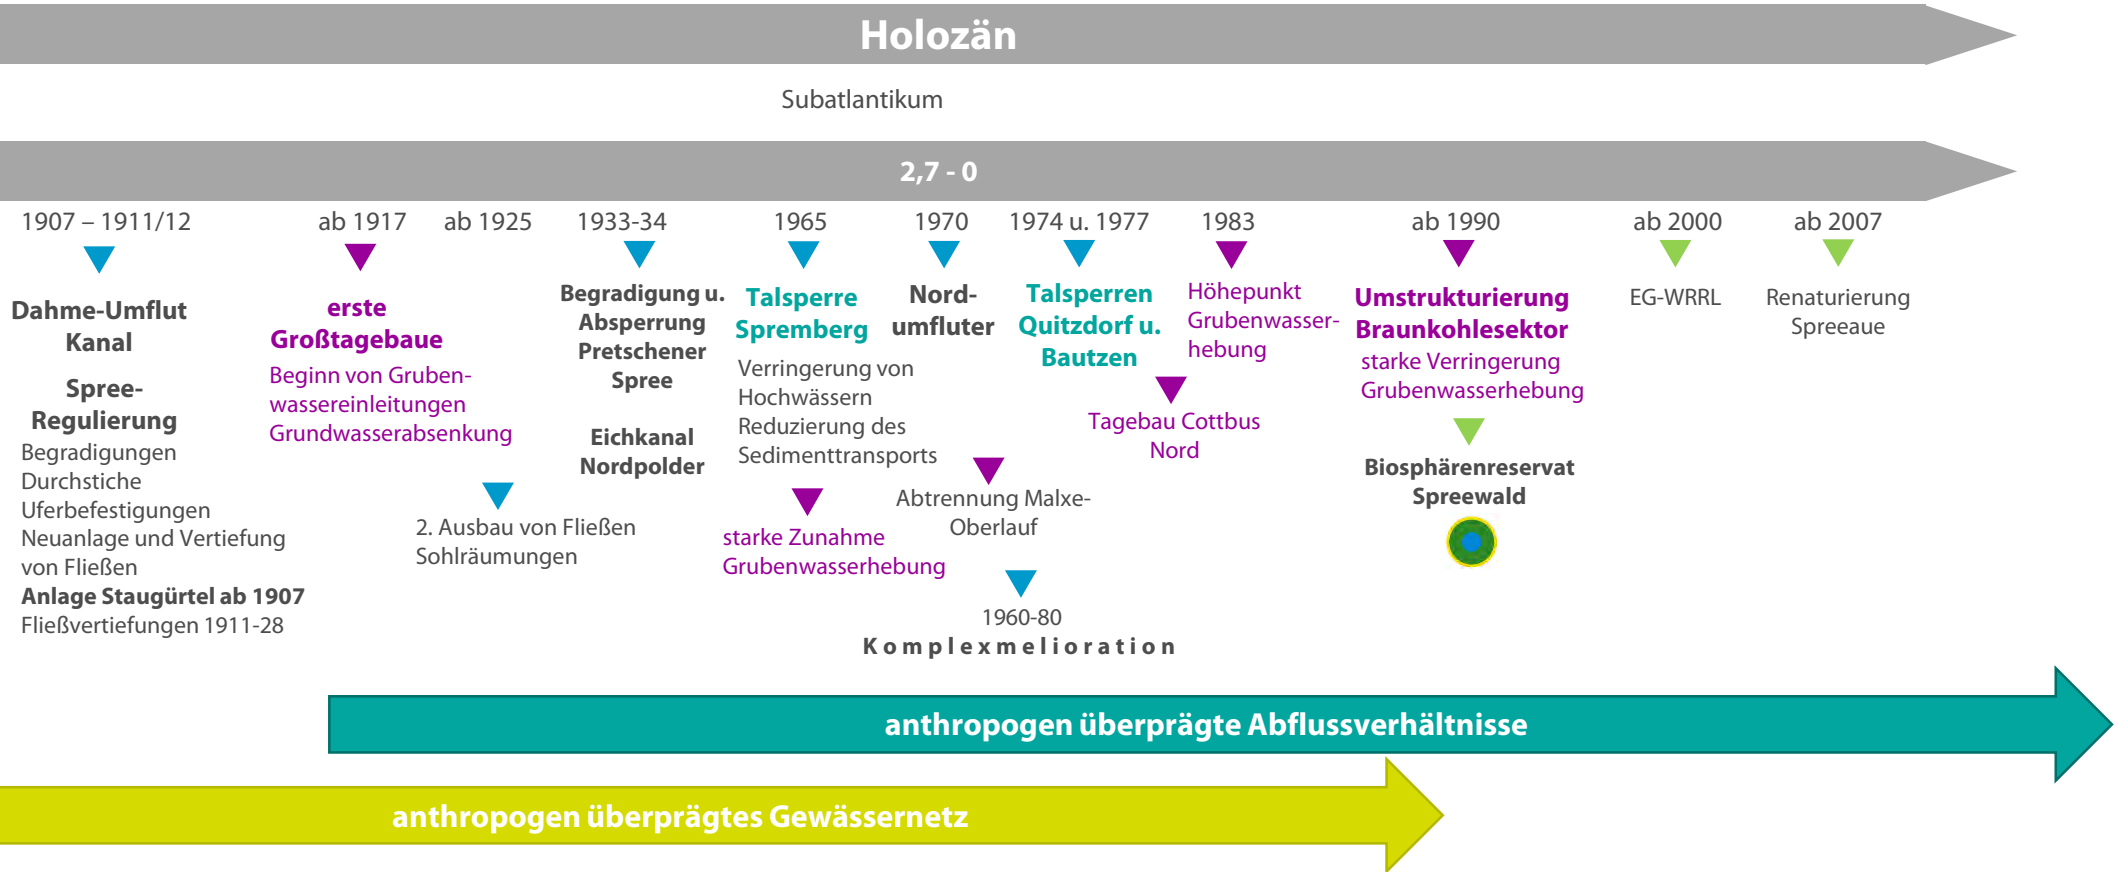 Holozän
Subatlantikum
2,7 - 0
1907 – 1911/12
Dahme-Umflut
Kanal
Spree-
Regulierung
Begradigungen
Durchstiche
Uferbefestigungen
Neuanlage und Vertiefung
von Fließen
Anlage Staugürtel ab 1907
Fließvertiefungen 1911-28
ab 1917
erste
Großtagebaue
Beginn von Gruben-
wassereinleitungen
Grundwasserabsenkung
ab 1925
2. Ausbau von Fließen
Sohlräumungen
1933-34
Begradigung u.
Absperrung
Pretschener
Spree
Eichkanal
Nordpolder
1965
Talsperre
Spremberg
Verringerung von
Hochwässern
Reduzierung des
Sedimenttransports
starke Zunahme
Grubenwasserhebung
1970
Nord-
umfluter
Abtrennung Malxe-
Oberlauf
1960-80
Komplexmelioration
1974 u. 1977
Talsperren
Quitzdorf u.
Bautzen
Tagebau Cottbus
Nord
1983
Höhepunkt
Grubenwasser-
hebung
ab 1990
Umstrukturierung
Braunkohlesektor
starke Verringerung
Grubenwasserhebung
Biosphärenreservat
Spreewald
ab 2000
EG-WRRL
ab 2007
Renaturierung
Spreeaue
anthropogen überprägte Abflussverhältnisse
anthropogen überprägtes Gewässernetz